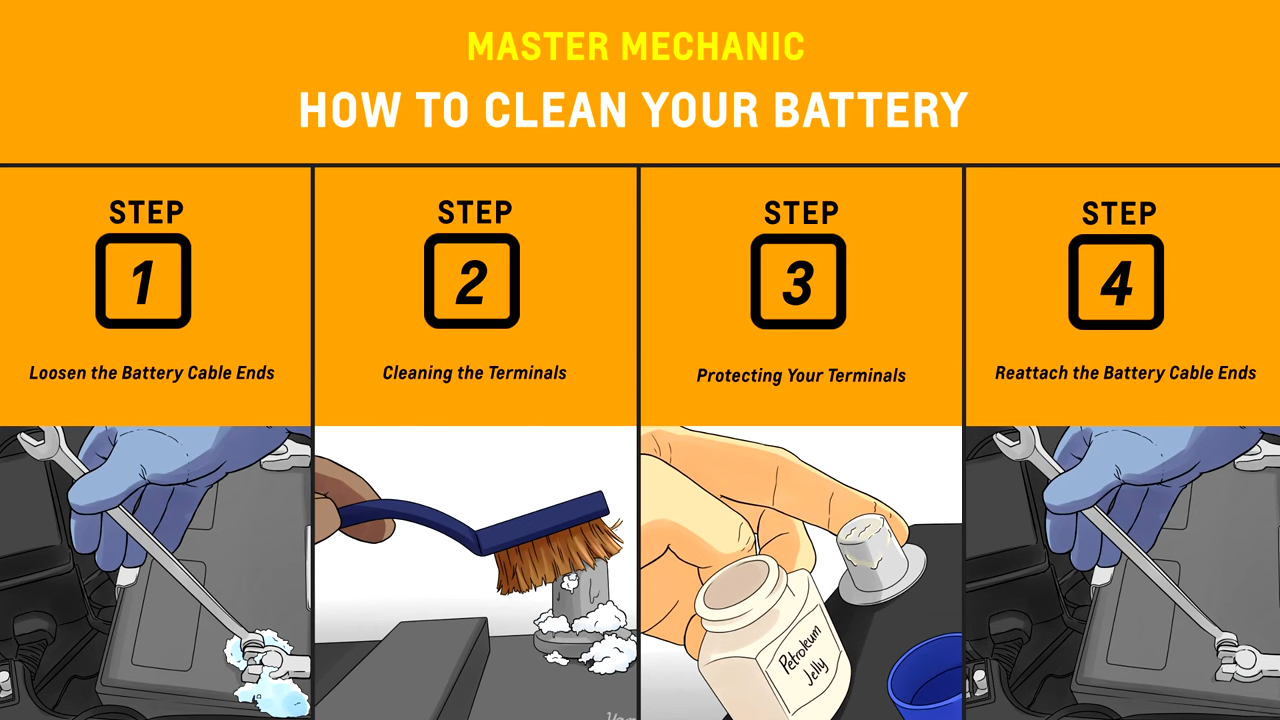 MASTER MECHANIC
HOW TO CLEAN YOUR BATTERY
STEP
1
Loosen the Battery Cable Ends
STEP
2
Cleaning the Terminals
STEP
3
Protecting Your Terminals
Petroleum
Jelly
STEP
4
Reattach the Battery Cable Ends